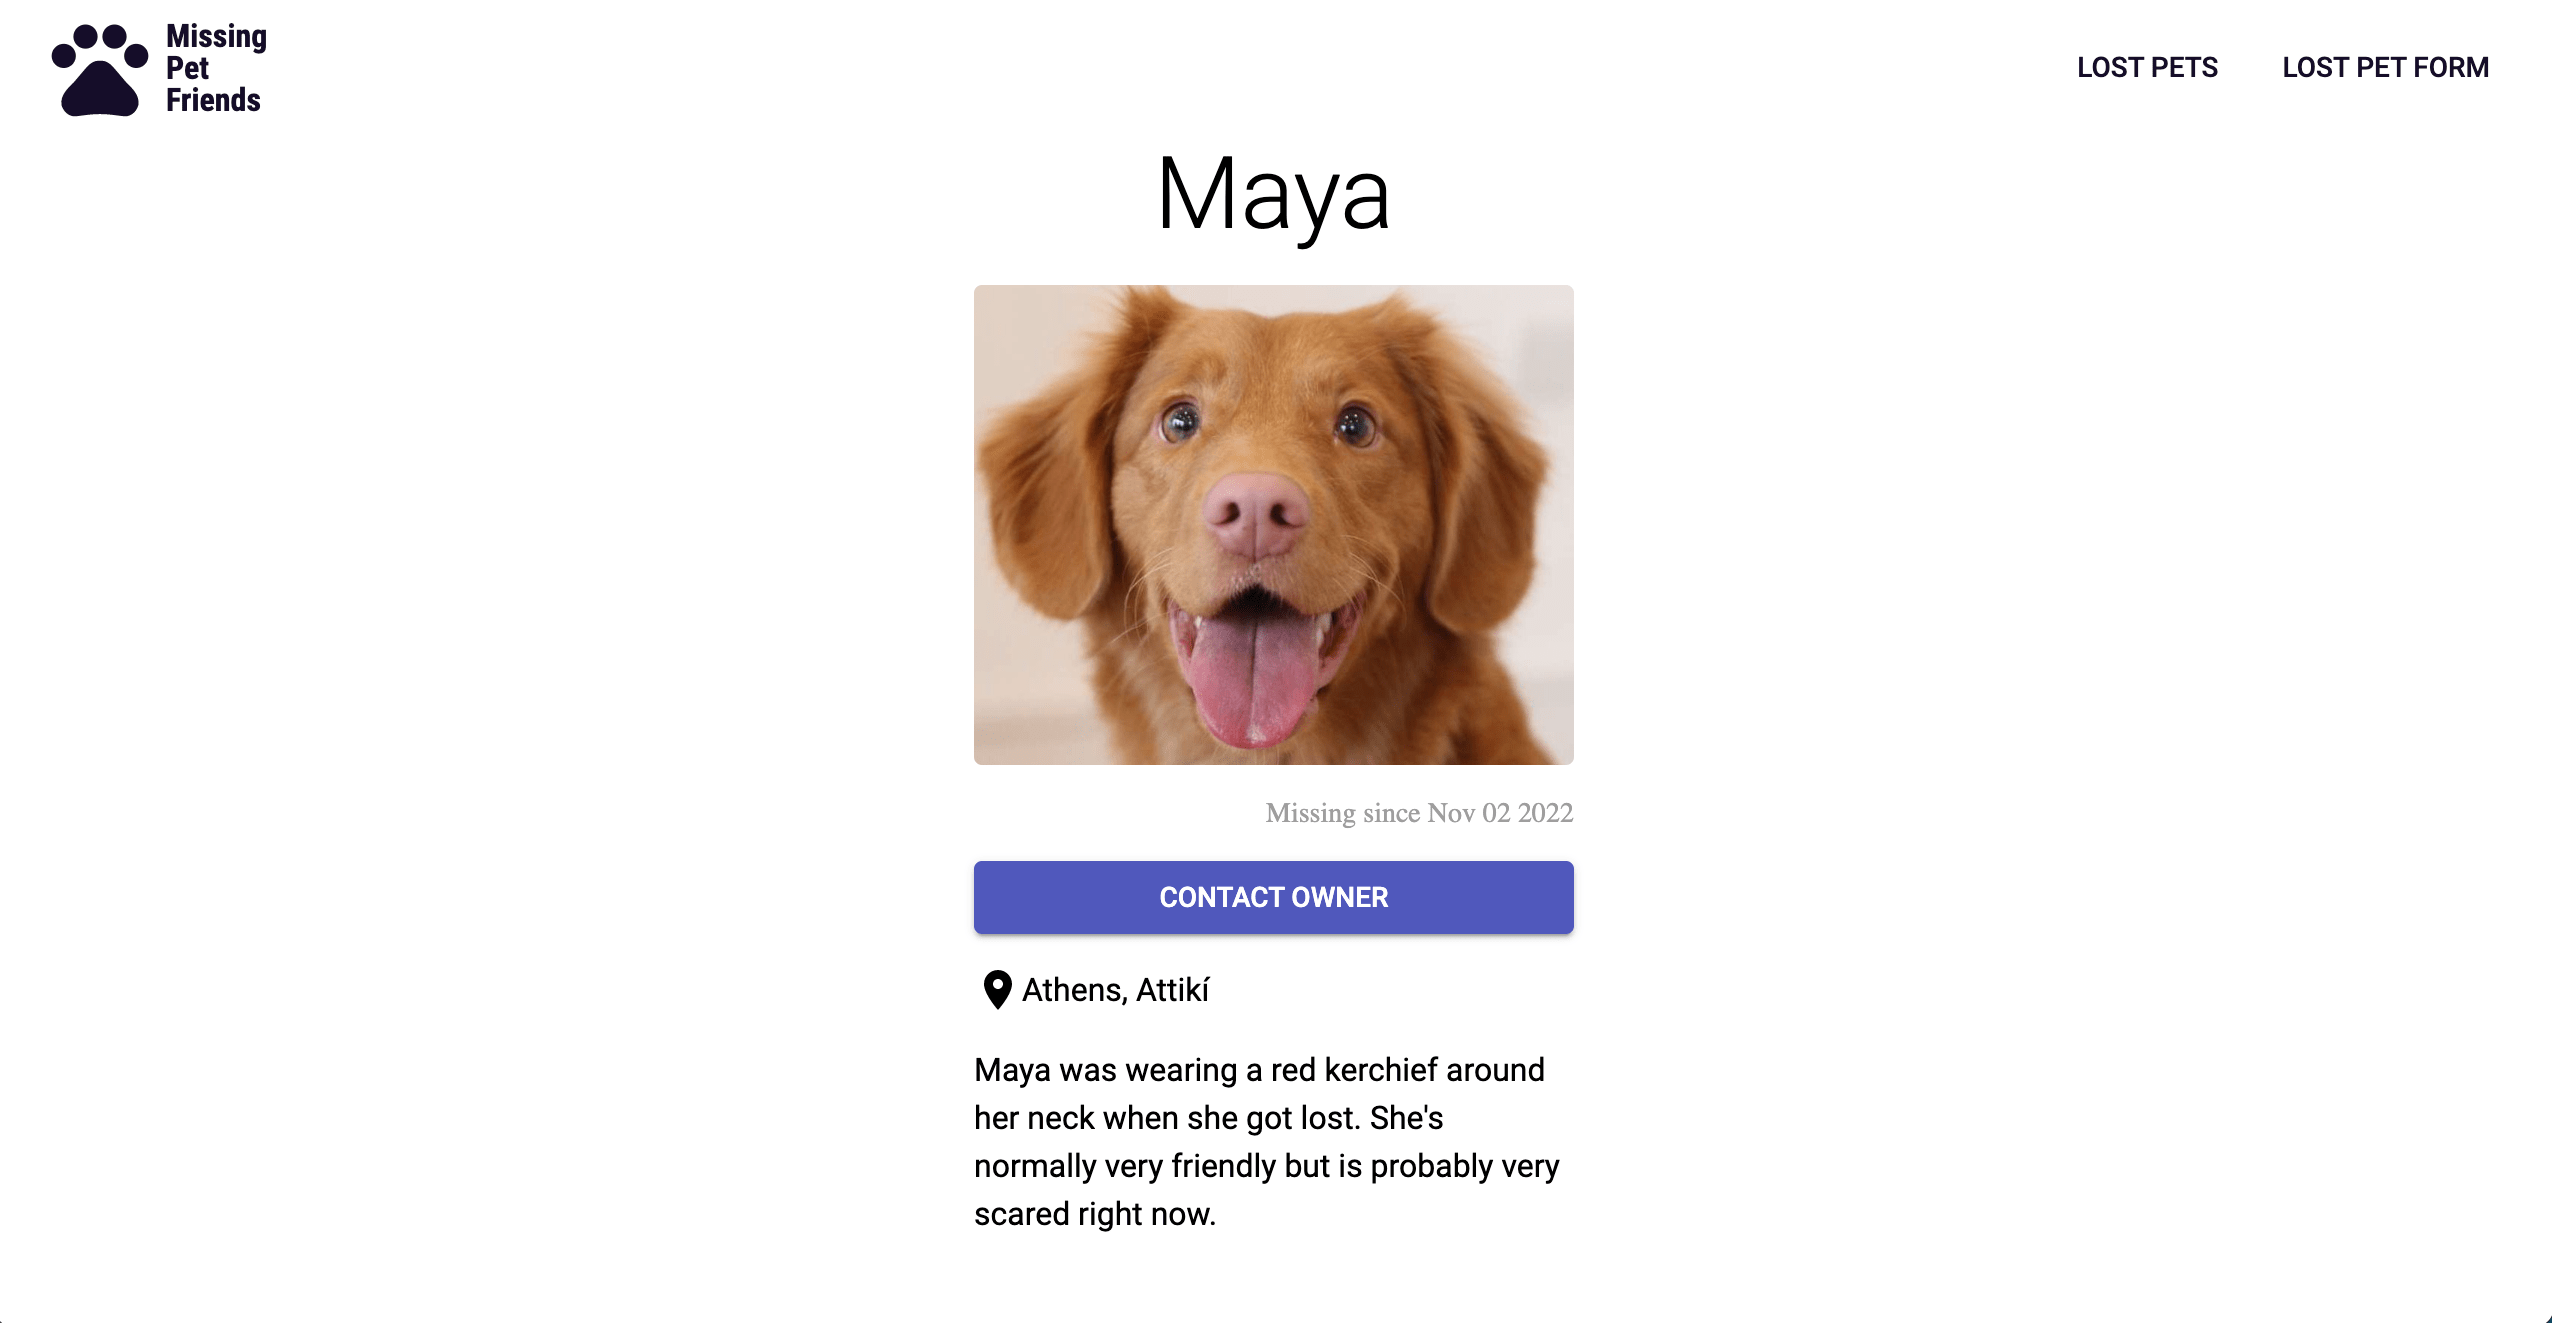 Missing
Pet
Friends
LOST PETS
LOST PET FORM
Maya
Missing since Nov 02 2022
CONTACT OWNER
Athens, Attikí
Maya was wearing a red kerchief around
her neck when she got lost. She's
normally very friendly but is probably very
scared right now.